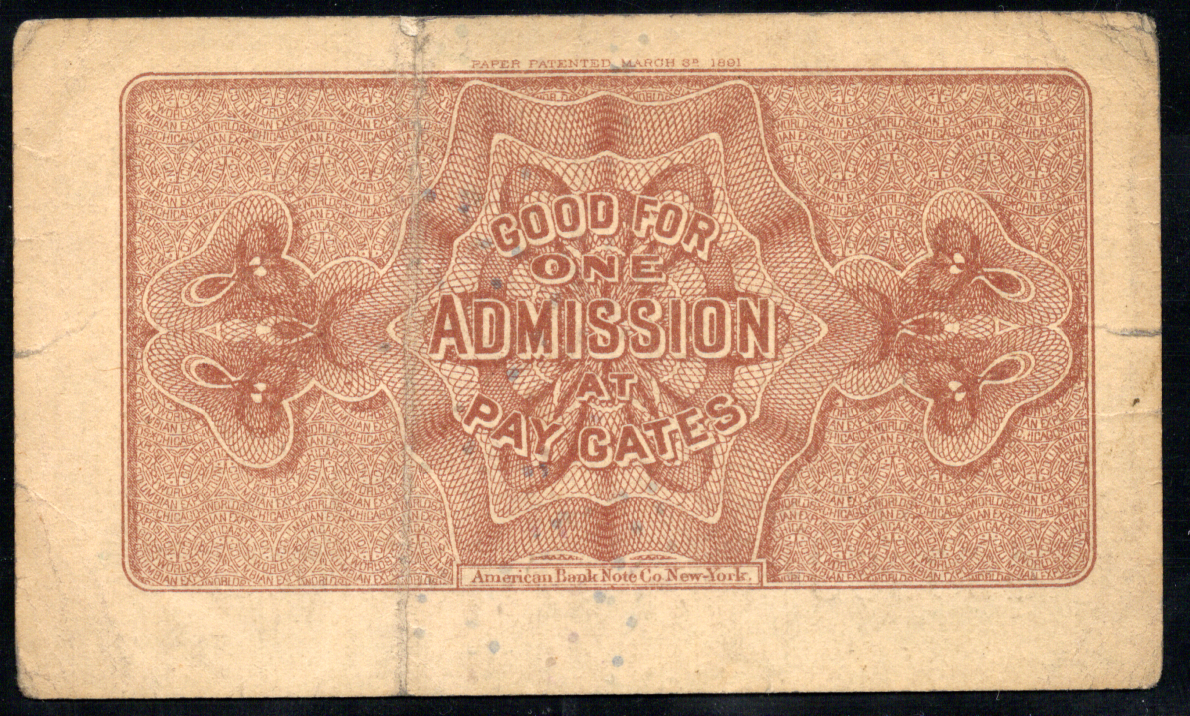 PAPER PATENTED MARCH 3D. 1891
GOOD FOR
ONE
ADMISSION
AT
PAY GATES
American Bank Note Co. New-York.